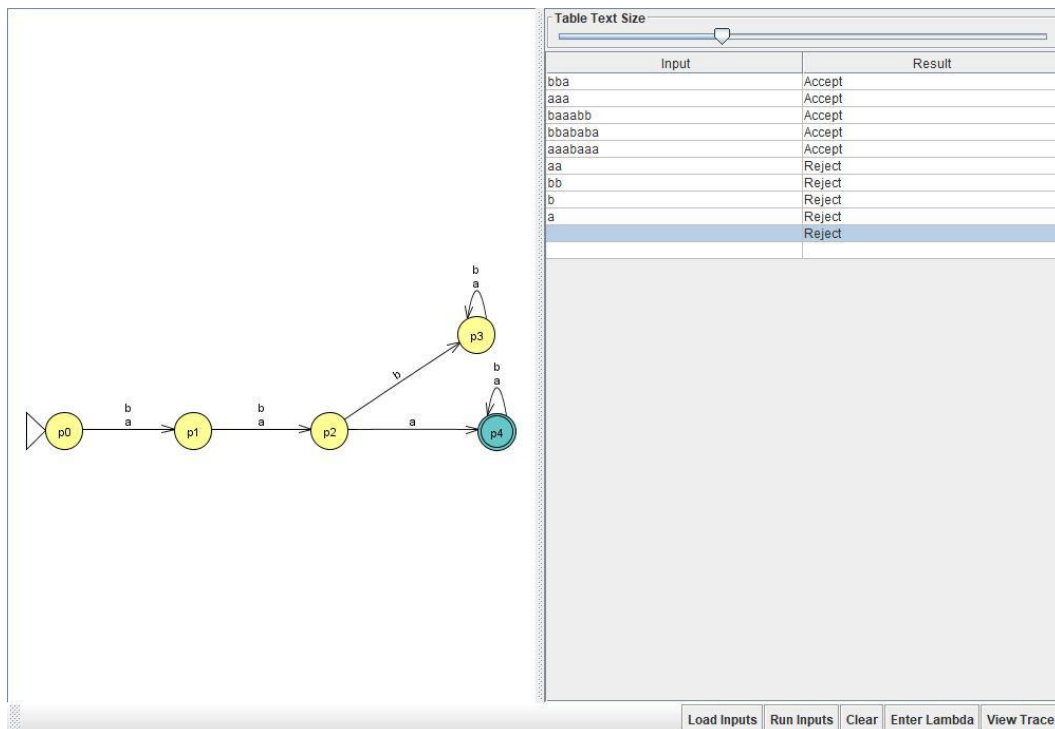 Table Text Size
Input Result
bba Accept
aaa Accept
baaabb Accept
bbababa Accept
aaabaaa Accept
aa Reject
bb Reject
b Reject
a Reject
Reject
b
a
p3
b
b
a
b
a
b
a
a
p0
p1
p2
p4
Load Inputs Run Inputs Clear Enter Lambda View Trace